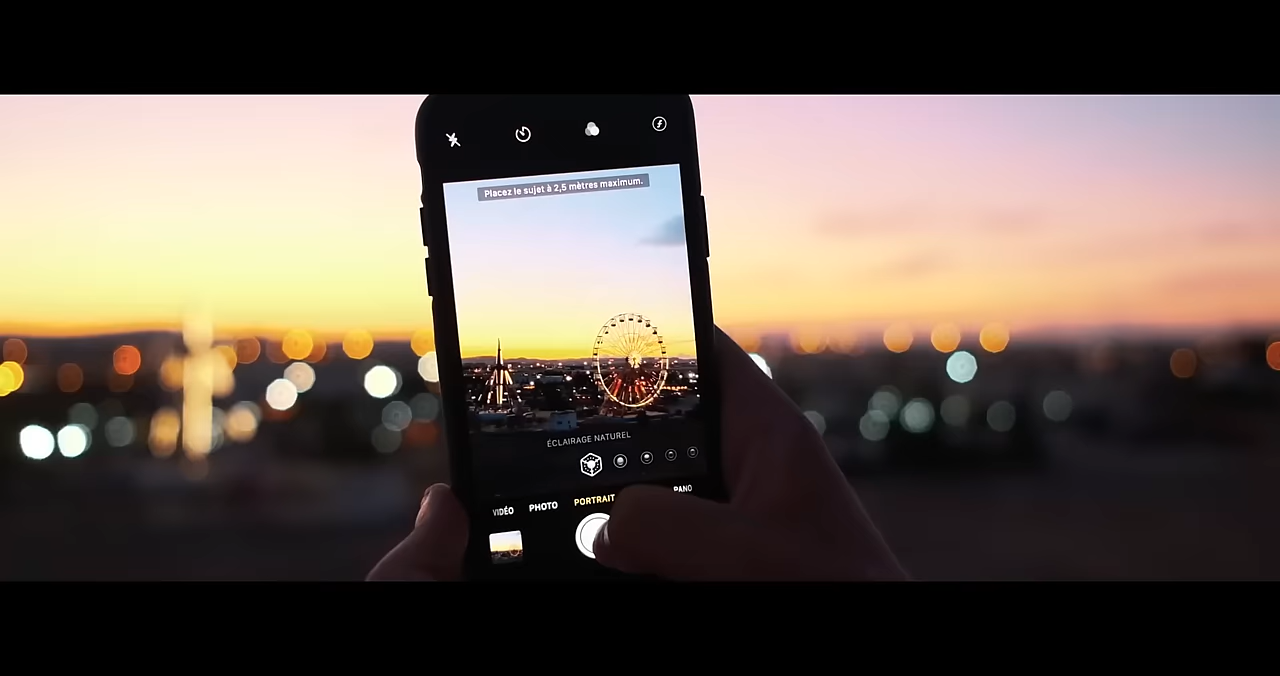 Placez le sujet à 2,5 mètres maximum.
ÉCLAIRAGE NATUREL
VIDÉO PHOTO PORTRAIT PANO